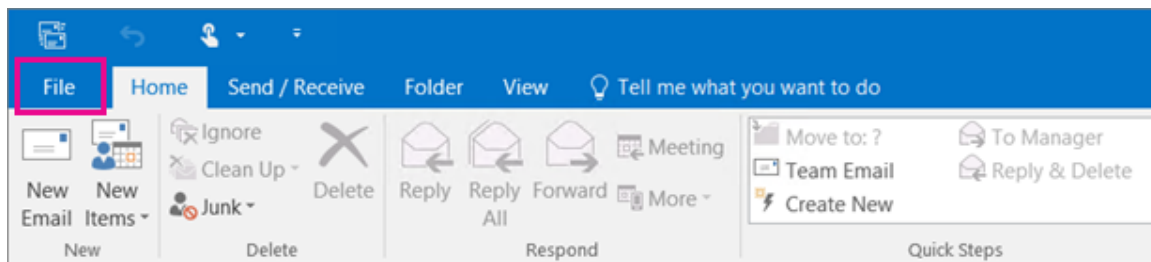 File Home Send / Receive Folder View Tell me what you want to do
Ignore
Clean Up
Junk
Delete
New Email
New Items
Reply
Reply All
Forward
Meeting
More
Move to: ?
Team Email
Create New
To Manager
Reply & Delete
New Delete Respond Quick Steps